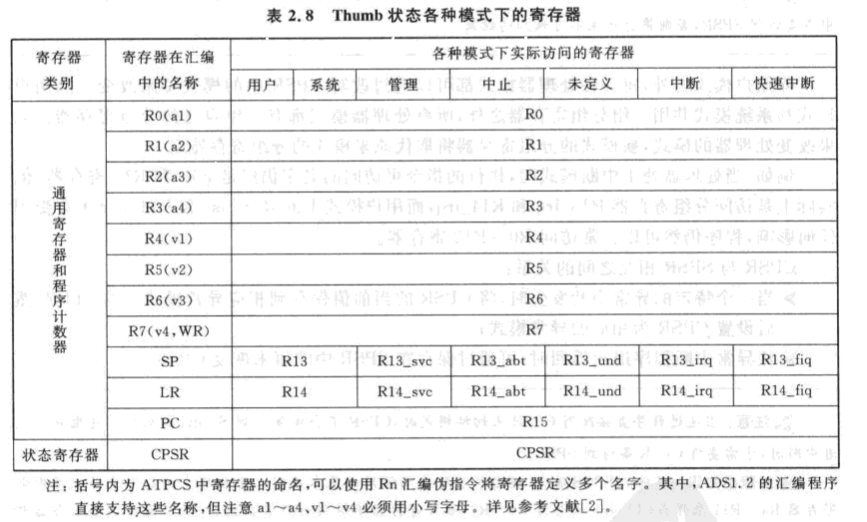 表 2.8 Thumb 状态各种模式下的寄存器
寄存器类别 寄存器在汇编中的名称 各种模式下实际访问的寄存器
用户 系统 管理 中止 未定义 中断 快速中断
通用寄存器和程序计数器
R0(a1) R0
R1(a2) R1
R2(a3) R2
R3(a4) R3
R4(v1) R4
R5(v2) R5
R6(v3) R6
R7(v4,WR) R7
SP R13 R13_svc R13_abt R13_und R13_irq R13_fiq
LR R14 R14_svc R14_abt R14_und R14_irq R14_fiq
PC R15
状态寄存器 CPSR CPSR
注：括号内为 ATPCS 中寄存器的命名,可以使用 Rn 汇编伪指令将寄存器定义多个名字。其中,ADS1.2 的汇编程序
直接支持这些名称,但注意 a1～a4,v1～v4 必须用小写字母。详见参考文献[2]。